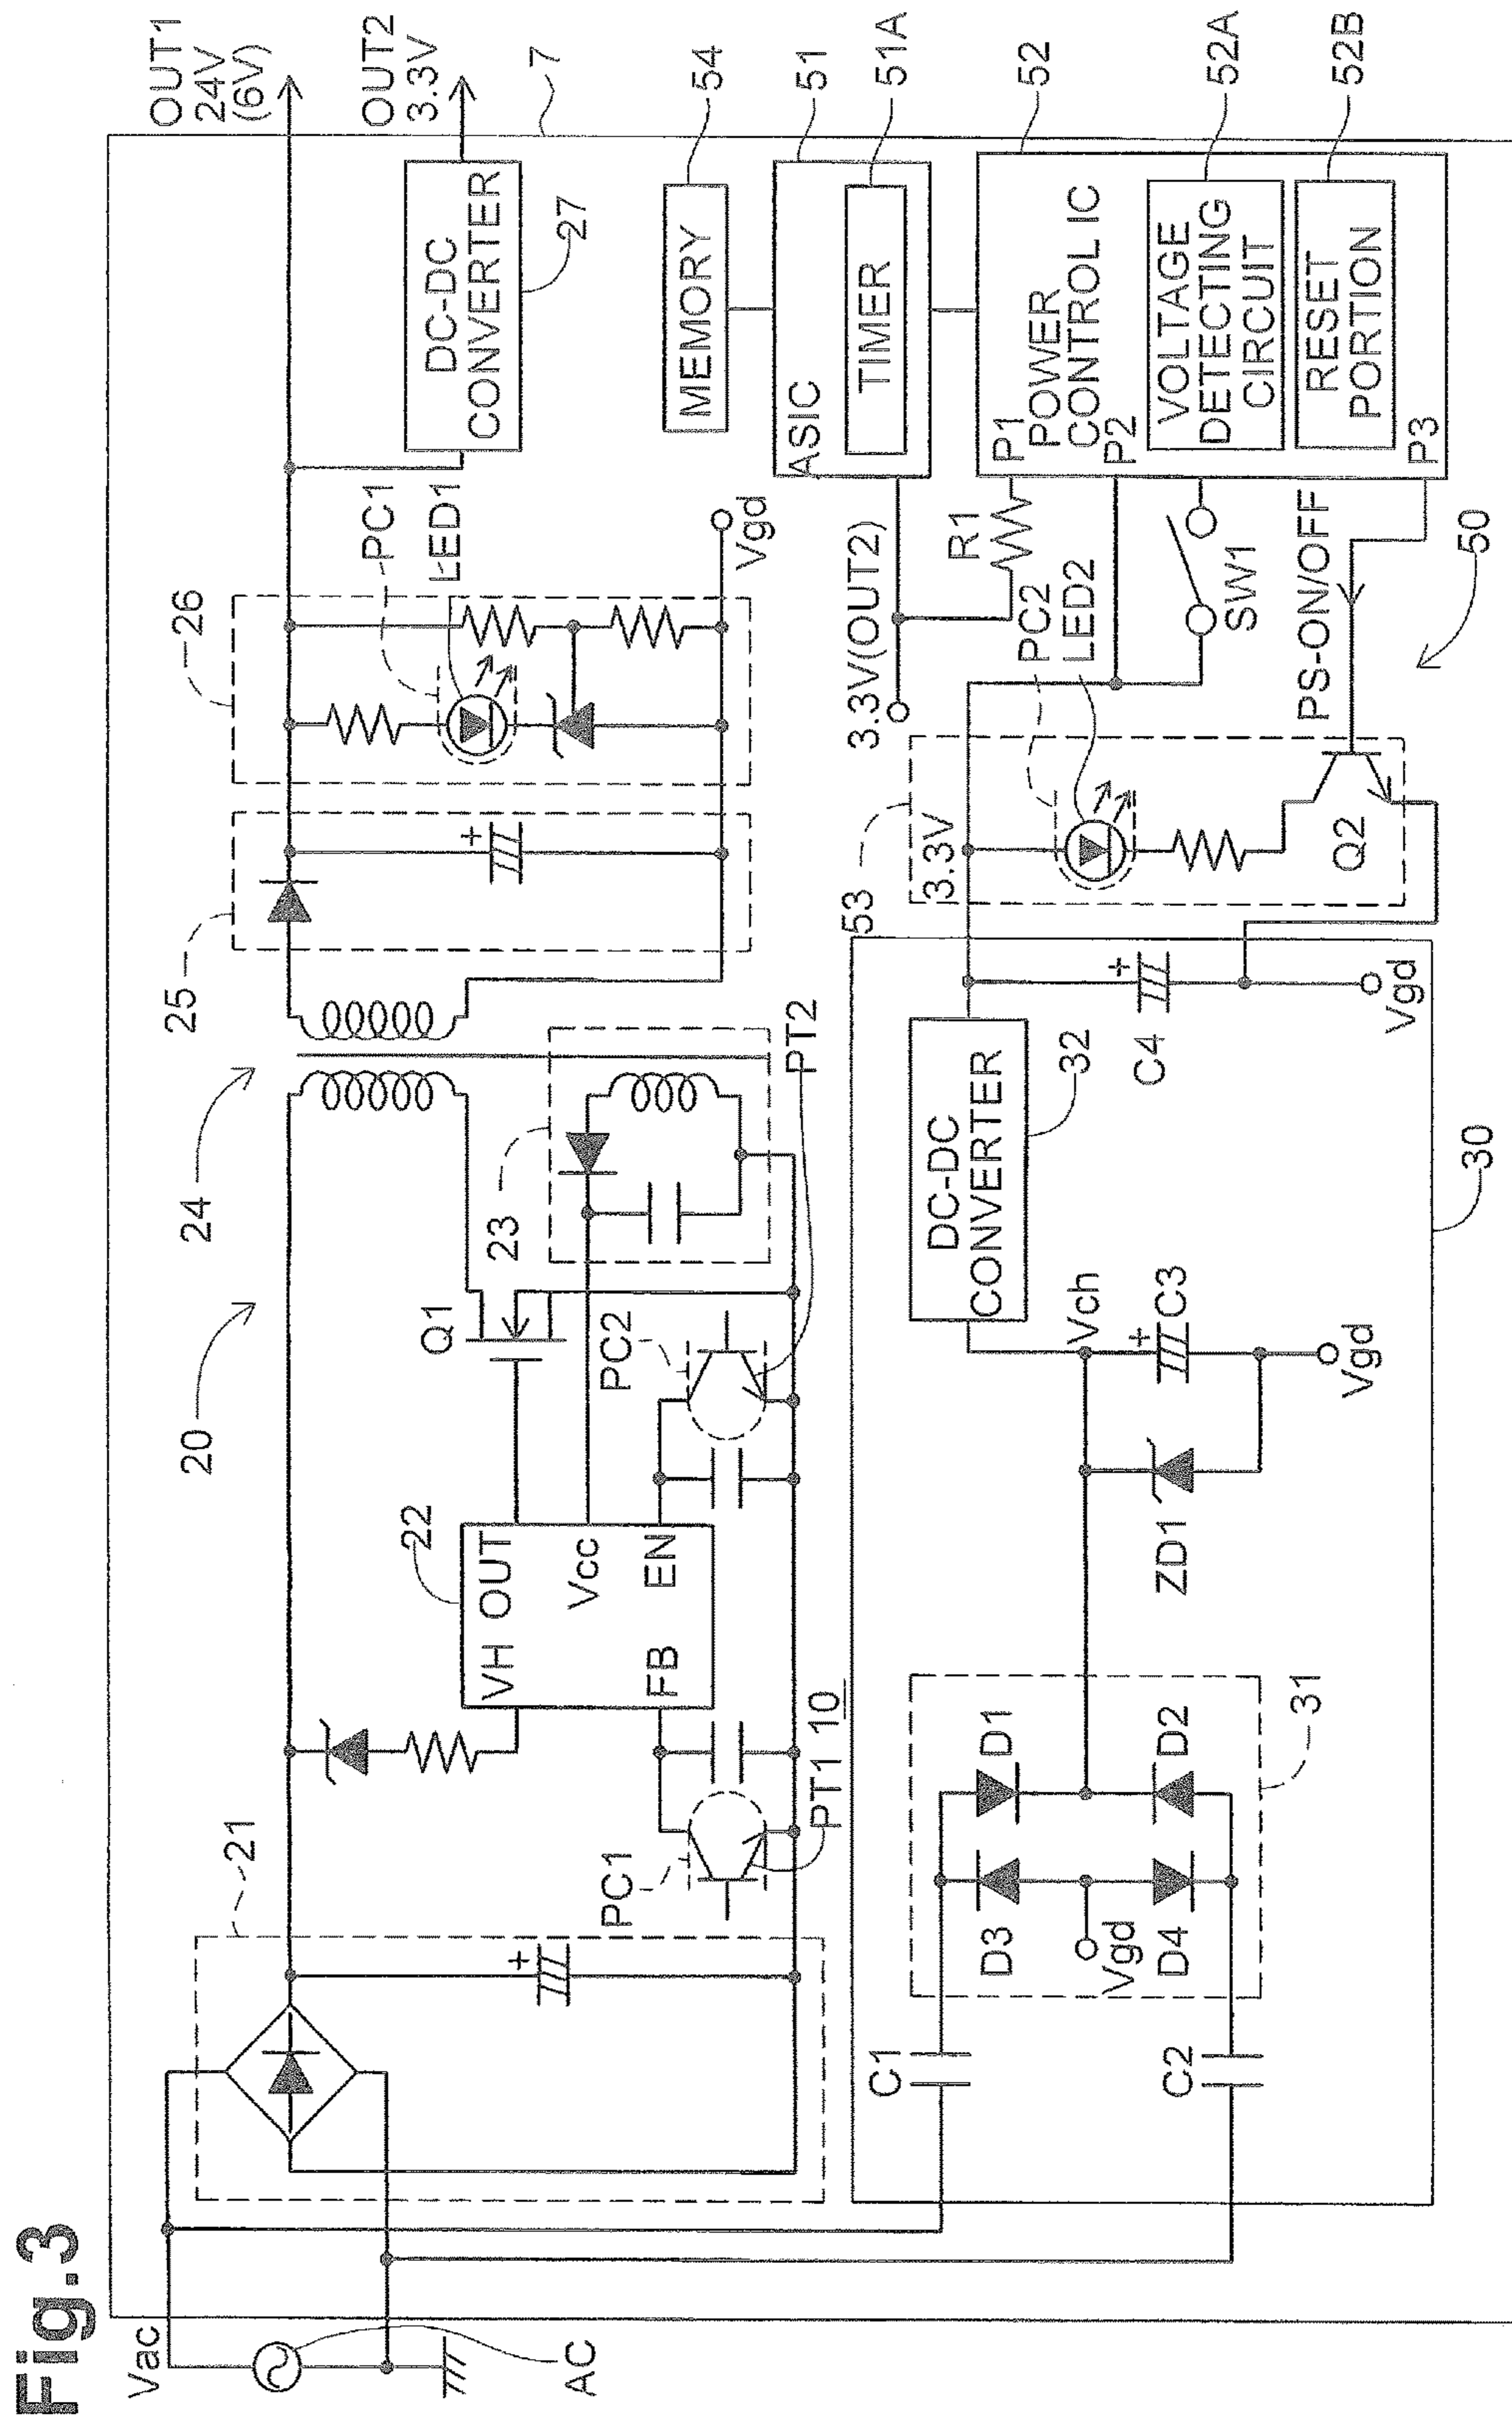 Fig.3
Vac
AC
21
20
24
25
26
OUT1
24V
(6V)
OUT2
3.3V
7
VH
OUT
22
Vcc
FB
EN
Q1
23
PC1
PT1
10
PC2
PT2
PC1
LED1
Vgd
DC-DC
CONVERTER
27
MEMORY
54
ASIC
51
TIMER
51A
3.3V(OUT2)
R1
P1
POWER
CONTROL IC
P2
52
VOLTAGE
DETECTING
CIRCUIT
52A
RESET
PORTION
52B
P3
SW1
PS-ON/OFF
50
53
3.3V
PC2
LED2
Q2
C1
C2
D1
D2
D3
D4
Vgd
31
ZD1
Vch
C3
Vgd
DC-DC
CONVERTER
32
C4
Vgd
30